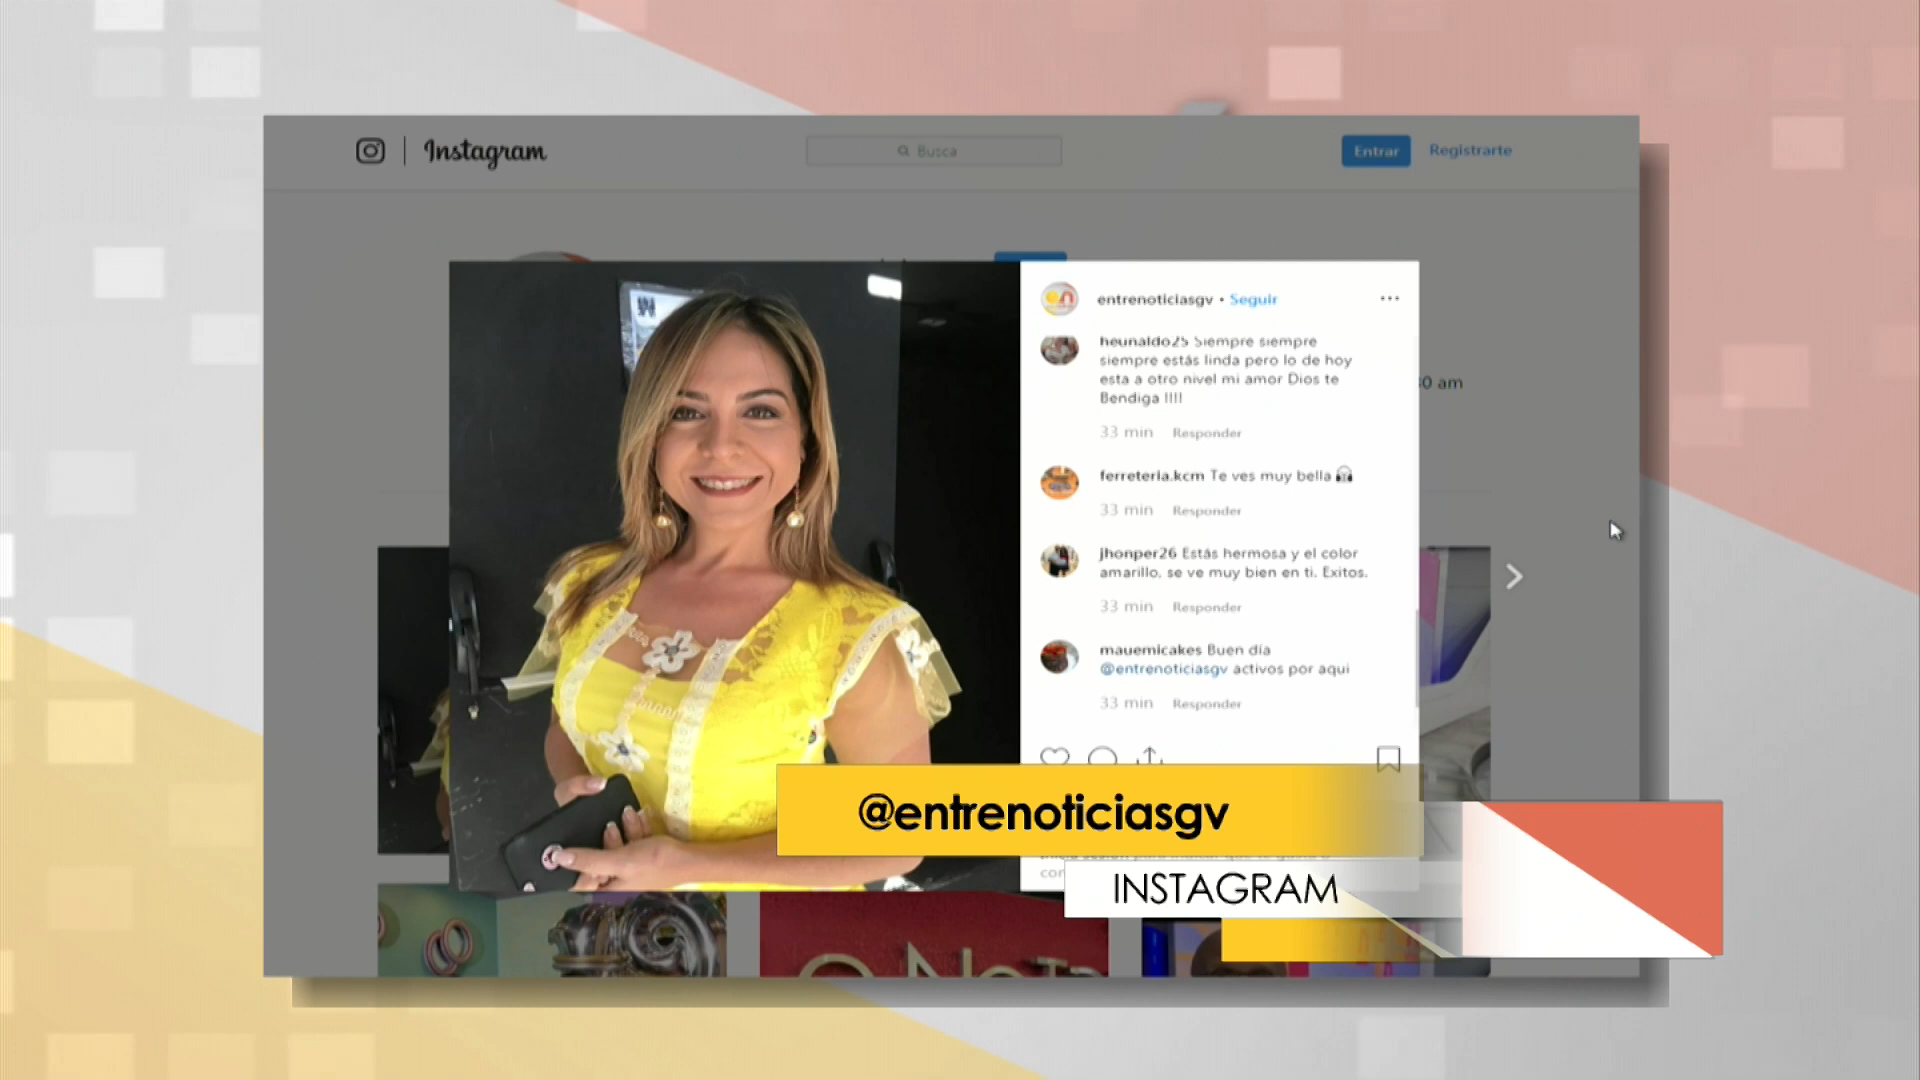 Instagram
Busca
Entrar
Registrarte
entrenoticiasgv • Seguir
heunaldo25 Siempre siempre
siempre estás linda pero lo de hoy
esta a otro nivel mi amor Dios te
Bendiga !!!!
33 min Responder
0 am
ferreteria.kcm Te ves muy bella
33 min Responder
jhonper26 Estás hermosa y el color
amarillo, se ve muy bien en ti. Exitos.
33 min Responder
mauemicakes Buen día
@entrenoticiasgv activos por aqui
33 min Responder
@entrenoticiasgv
INSTAGRAM